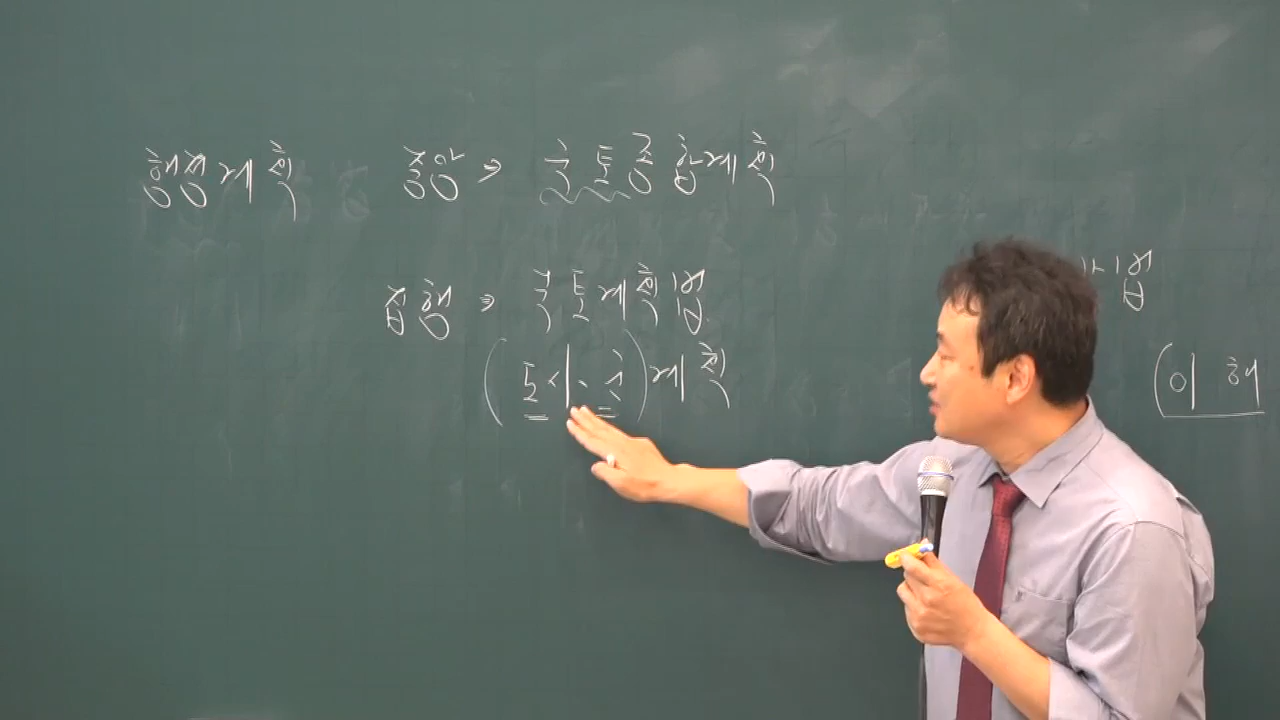 행정계획 중앙 ⇒ 국토종합계획
집행 ⇒ 국토계획법
(도시·군)계획
법
(이 해